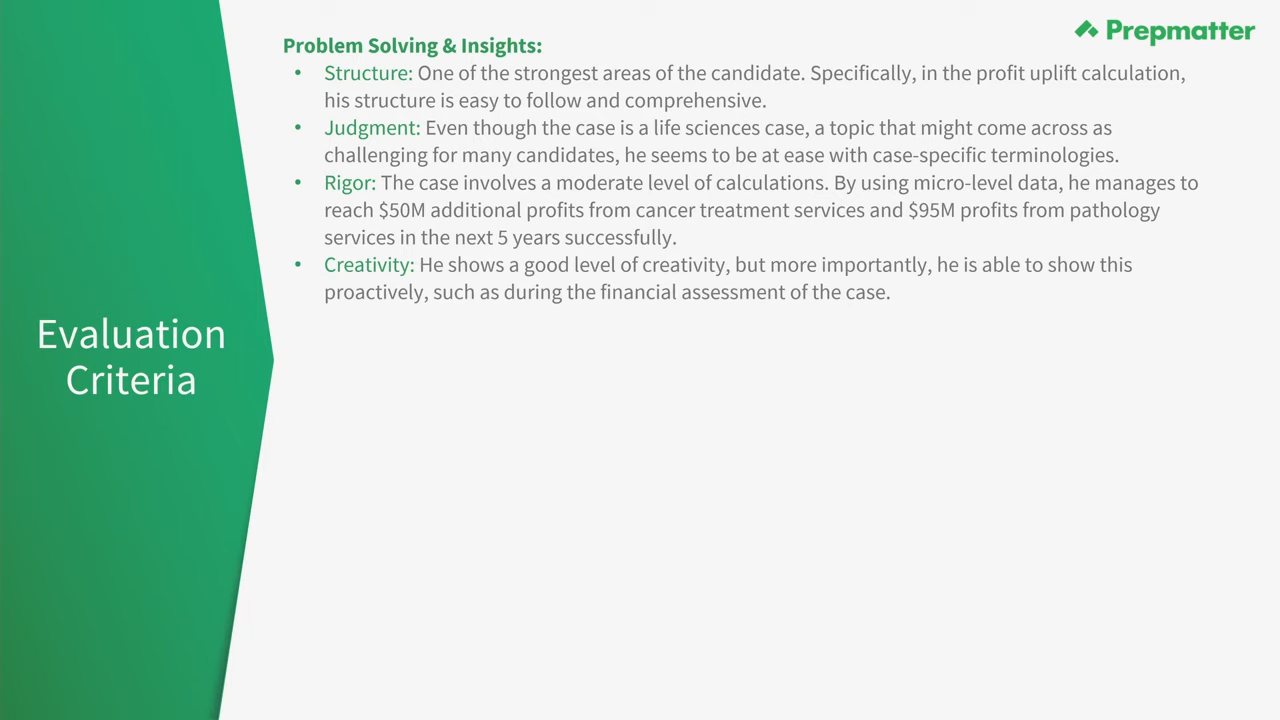 Prepmatter
Problem Solving & Insights:
• Structure: One of the strongest areas of the candidate. Specifically, in the profit uplift calculation,
his structure is easy to follow and comprehensive.
• Judgment: Even though the case is a life sciences case, a topic that might come across as
challenging for many candidates, he seems to be at ease with case-specific terminologies.
• Rigor: The case involves a moderate level of calculations. By using micro-level data, he manages to
reach $50M additional profits from cancer treatment services and $95M profits from pathology
services in the next 5 years successfully.
• Creativity: He shows a good level of creativity, but more importantly, he is able to show this
proactively, such as during the financial assessment of the case.
Evaluation
Criteria